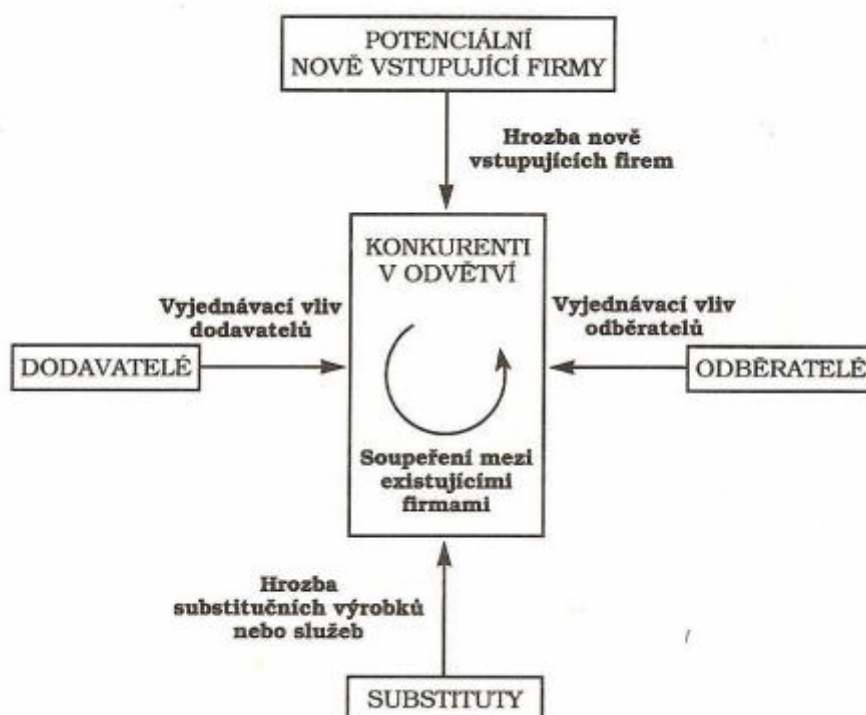 POTENCIÁLNÍ
NOVĚ VSTUPUJÍCÍ FIRMY
Hrozba nově
vstupujících firem
KONKURENTI
V ODVĚTVÍ
Vyjednávací vliv
dodavatelů
Vyjednávací vliv
odběratelů
DODAVATELÉ
ODBĚRATELÉ
Soupeření mezi
existujícími
firmami
Hrozba
substitučních výrobků
nebo služeb
SUBSTITUTY